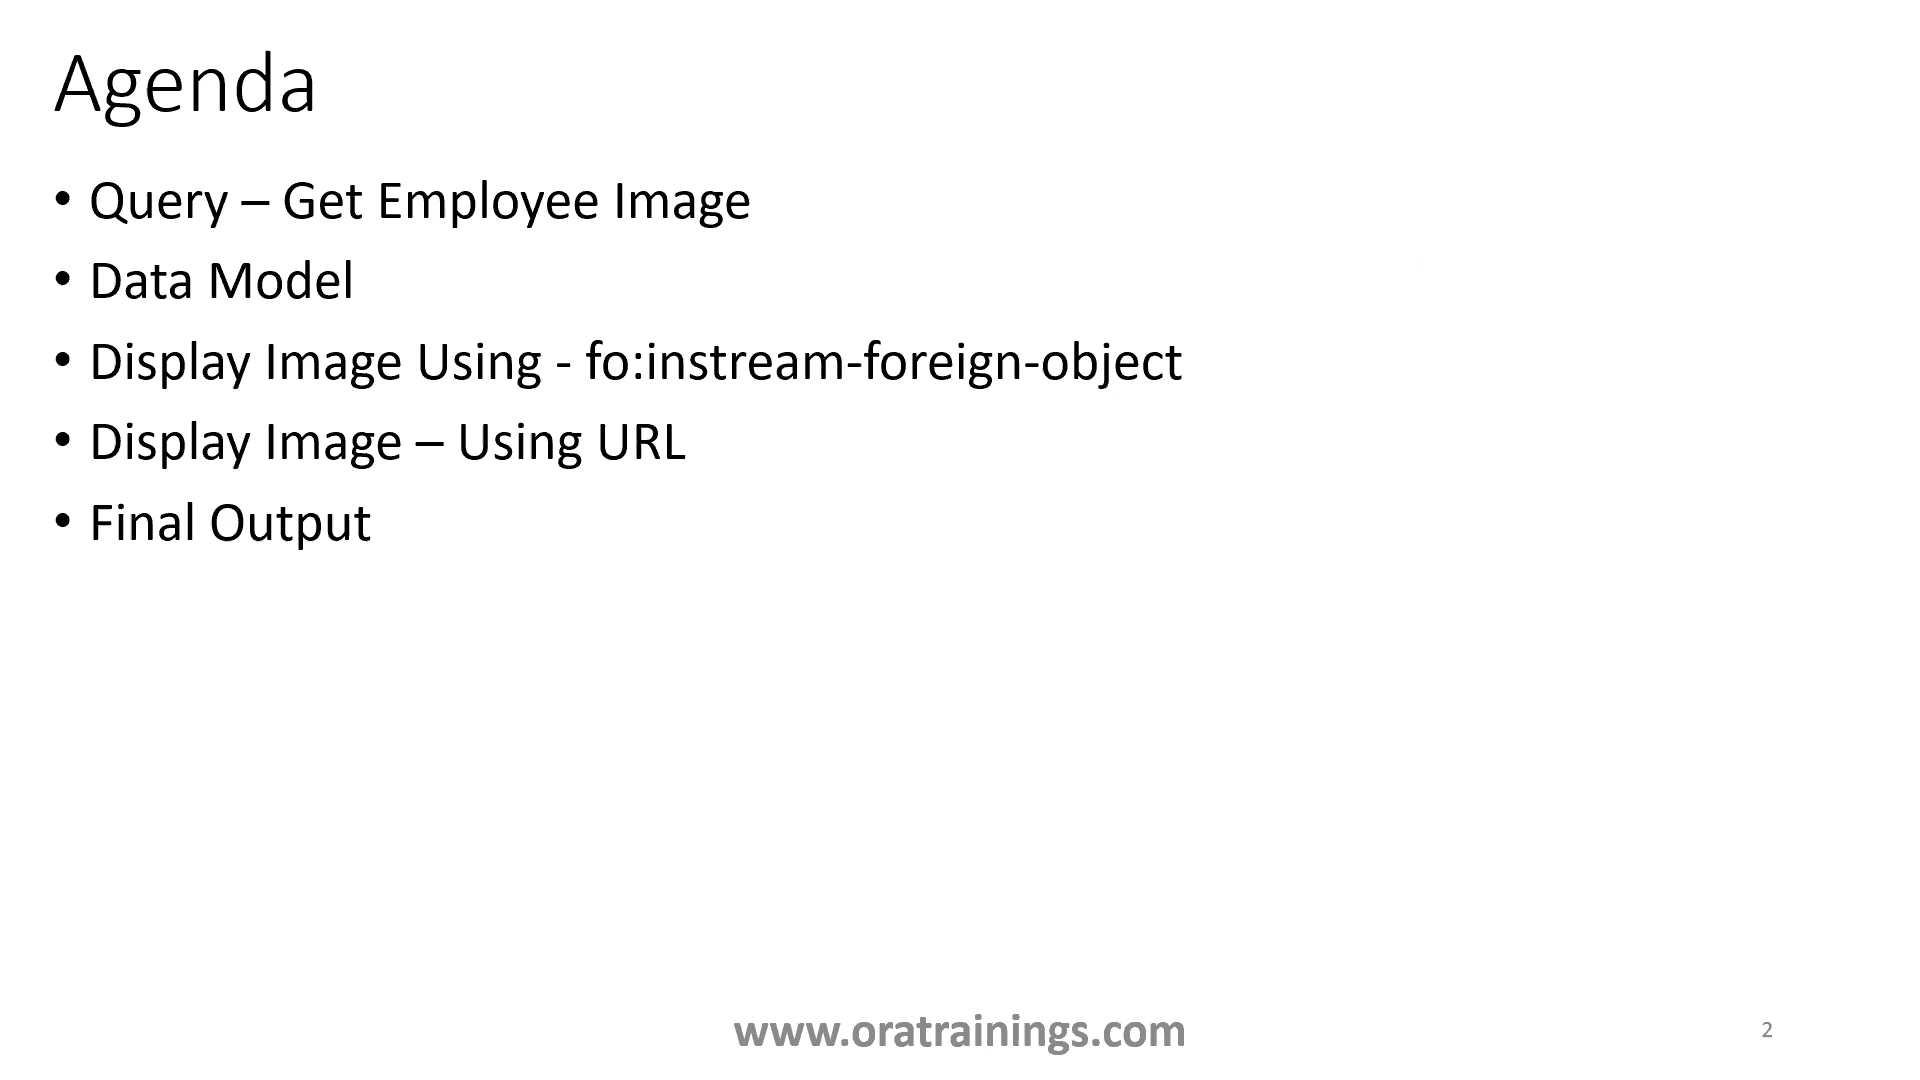 Agenda
• Query – Get Employee Image
• Data Model
• Display Image Using - fo:instream-foreign-object
• Display Image – Using URL
• Final Output
www.oratrainings.com
2